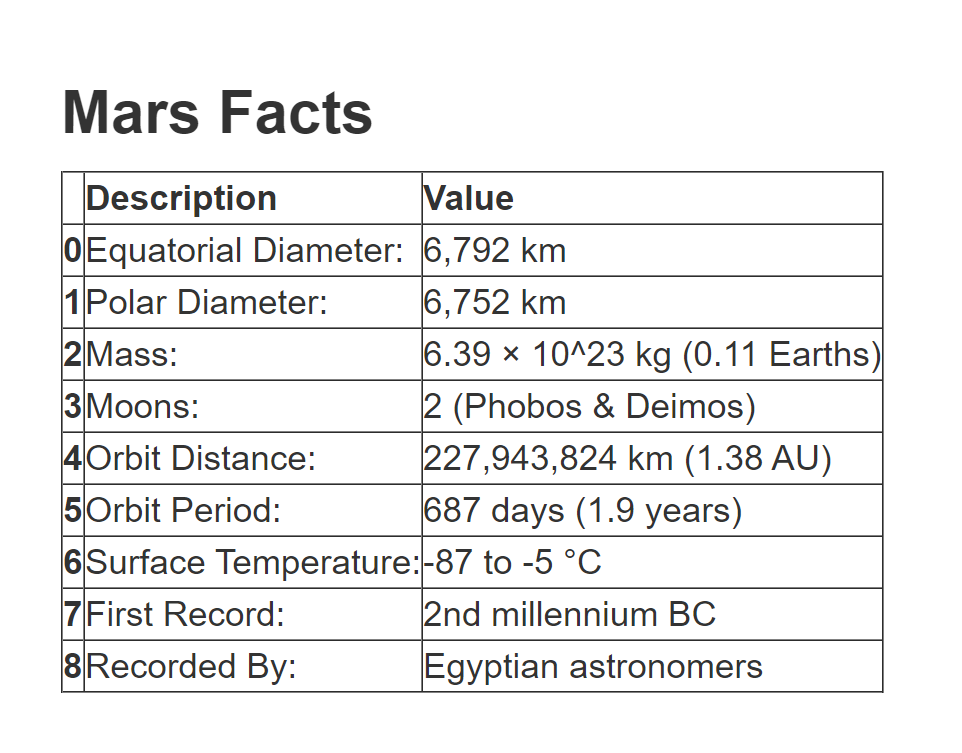 Mars Facts
Description Value
0 Equatorial Diameter: 6,792 km
1 Polar Diameter: 6,752 km
2 Mass: 6.39 × 10^23 kg (0.11 Earths)
3 Moons: 2 (Phobos & Deimos)
4 Orbit Distance: 227,943,824 km (1.38 AU)
5 Orbit Period: 687 days (1.9 years)
6 Surface Temperature: -87 to -5 °C
7 First Record: 2nd millennium BC
8 Recorded By: Egyptian astronomers